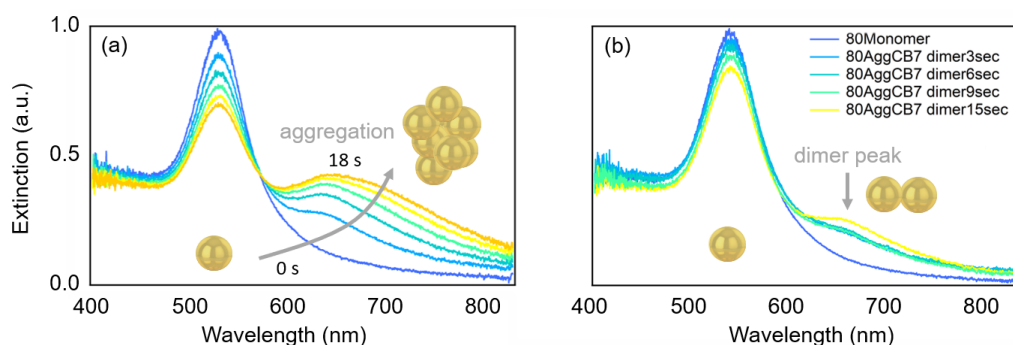 Extinction (a.u.)
1.0
0.5
0.0
(a)
aggregation
18 s
0 s
400
500
600
700
800
Wavelength (nm)
(b)
80Monomer
80AggCB7 dimer3sec
80AggCB7 dimer6sec
80AggCB7 dimer9sec
80AggCB7 dimer15sec
dimer peak
400
500
600
700
800
Wavelength (nm)